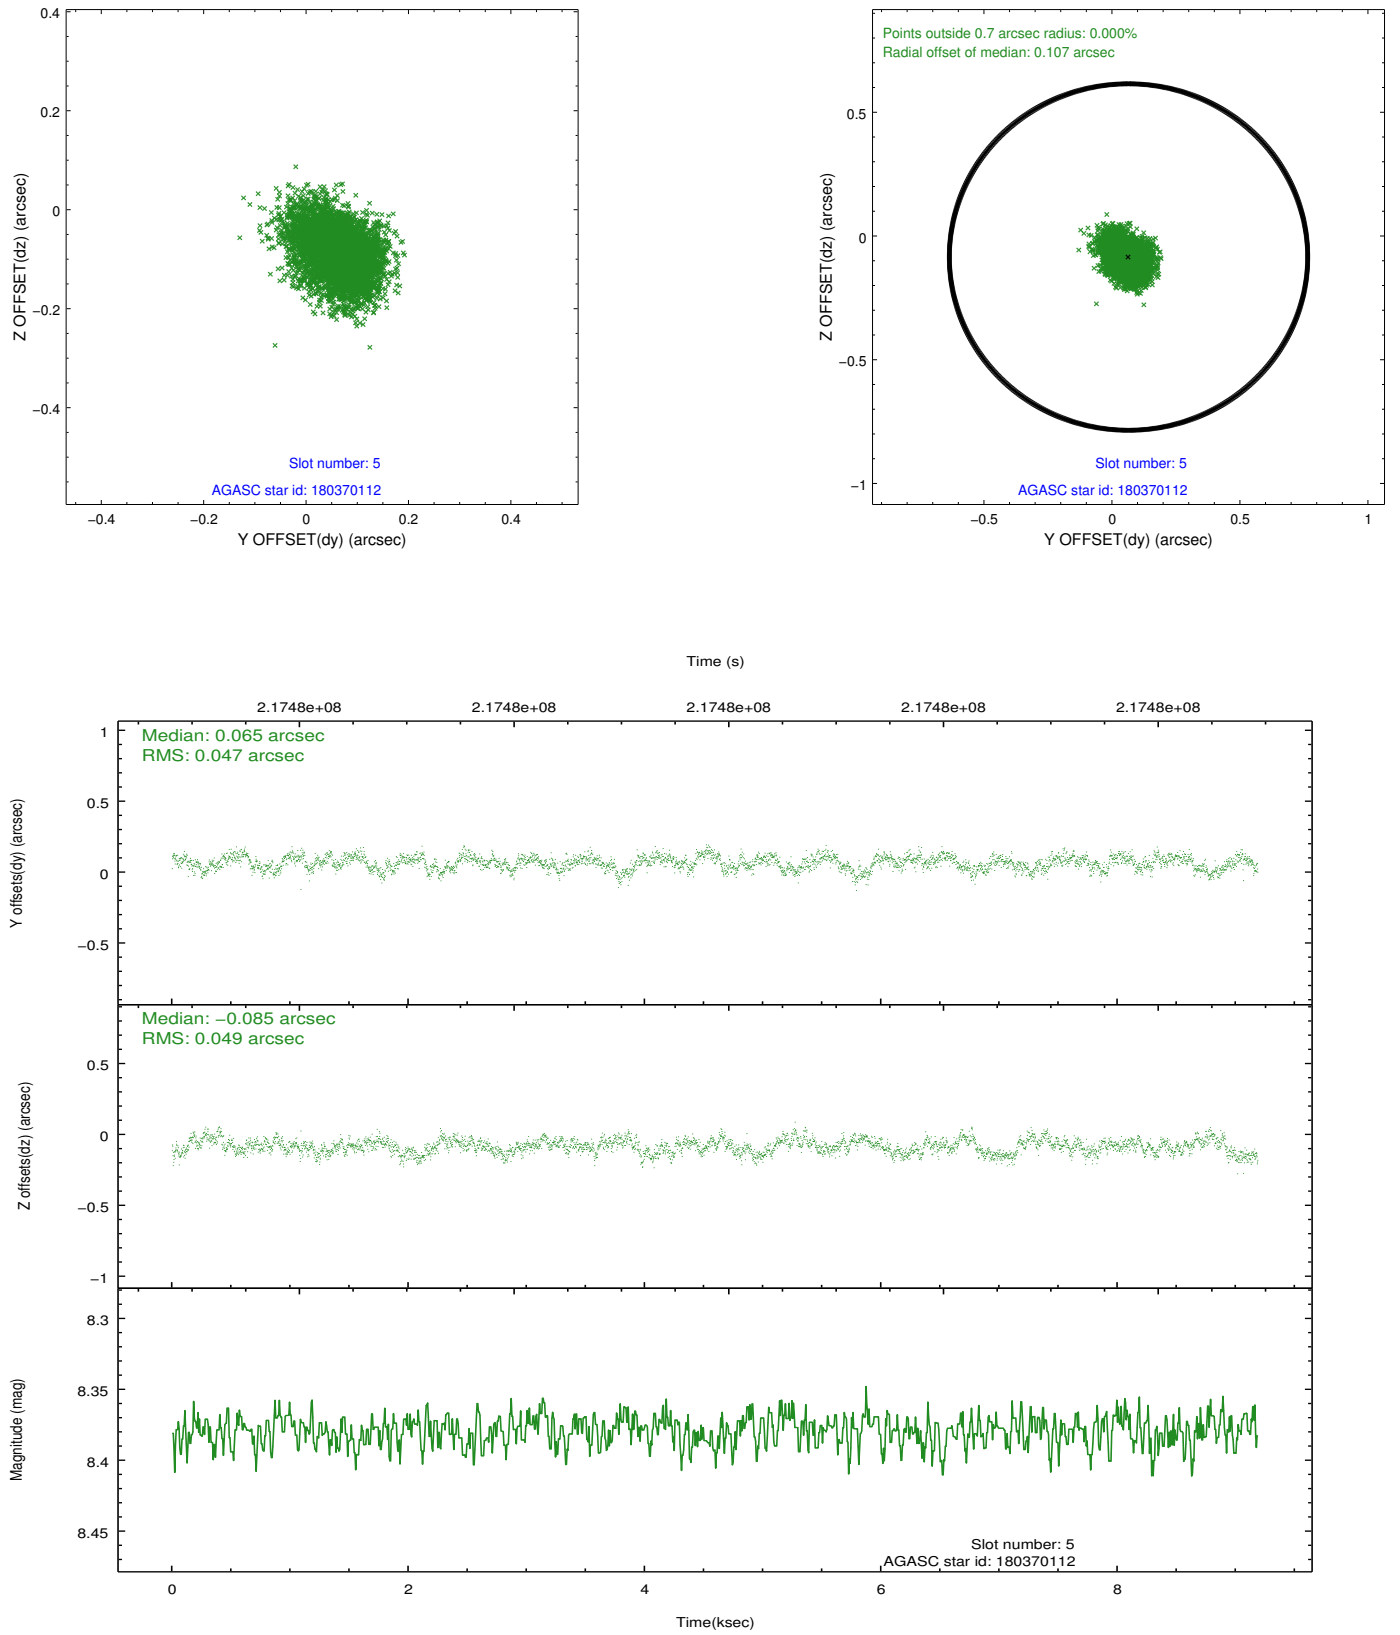 0.4
0.2
0
−0.2
−0.4
Z OFFSET(dz) (arcsec)
Slot number: 5
AGASC star id: 180370112
−0.4 −0.2 0 0.2 0.4
Y OFFSET(dy) (arcsec)
Points outside 0.7 arcsec radius: 0.000%
Radial offset of median: 0.107 arcsec
0.5
0
−0.5
−1
Z OFFSET(dz) (arcsec)
Slot number: 5
AGASC star id: 180370112
−0.5 0 0.5 1
Y OFFSET(dy) (arcsec)
Time (s)
2.1748e+08 2.1748e+08 2.1748e+08 2.1748e+08 2.1748e+08
Median: 0.065 arcsec
RMS: 0.047 arcsec
1
0.5
0
−0.5
Y offsets(dy) (arcsec)
Median: −0.085 arcsec
RMS: 0.049 arcsec
0.5
0
−0.5
−1
Z offsets(dz) (arcsec)
8.3
8.35
8.4
8.45
Magnitude (mag)
Slot number: 5
AGASC star id: 180370112
0 2 4 6 8
Time(ksec)